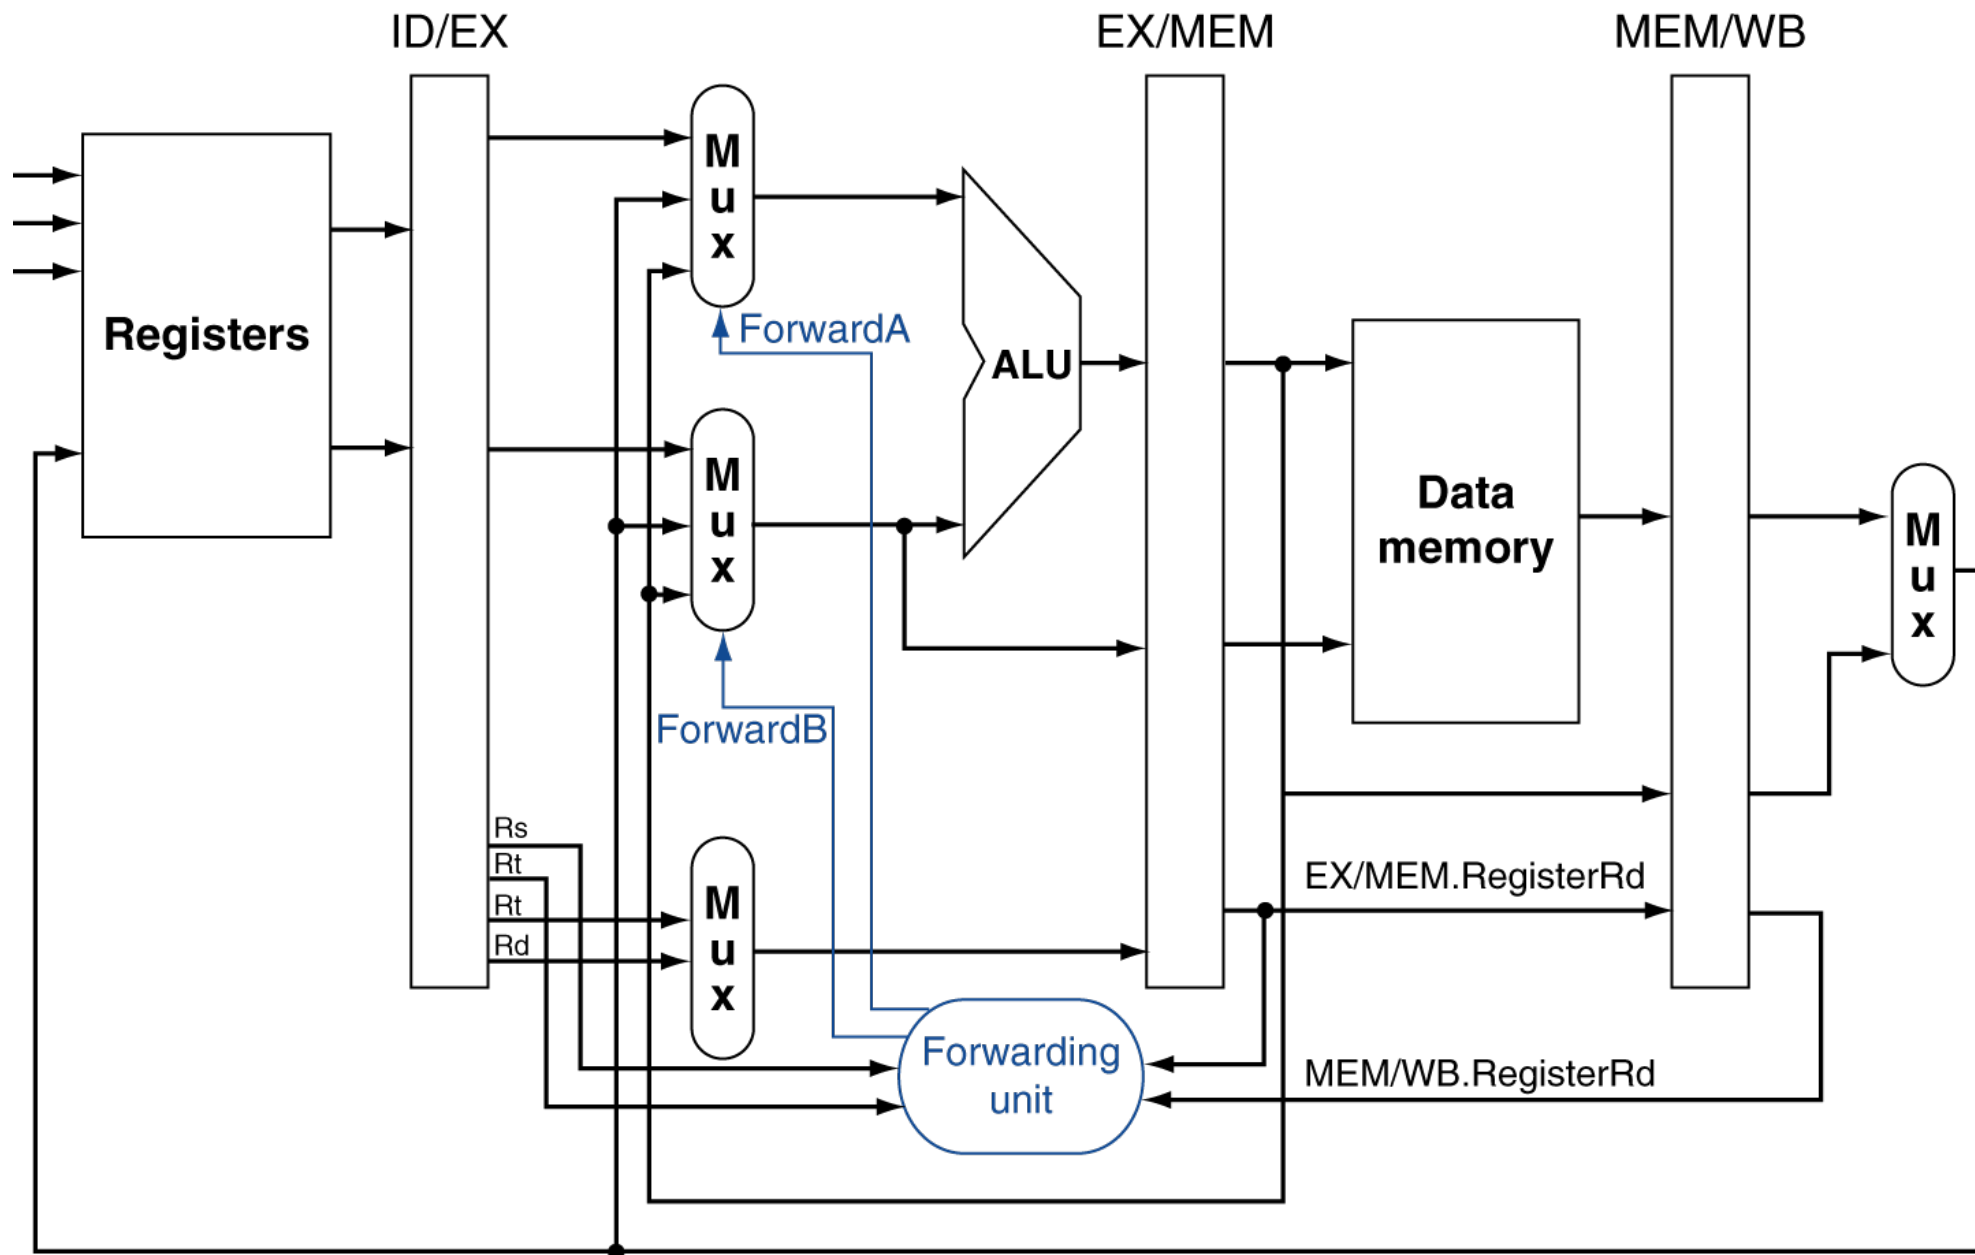 ID/EX
EX/MEM
MEM/WB
Registers
M
u
x
ForwardA
ALU
M
u
x
ForwardB
Data
memory
M
u
x
Rs
Rt
Rt
Rd
M
u
x
EX/MEM.RegisterRd
Forwarding
unit
MEM/WB.RegisterRd